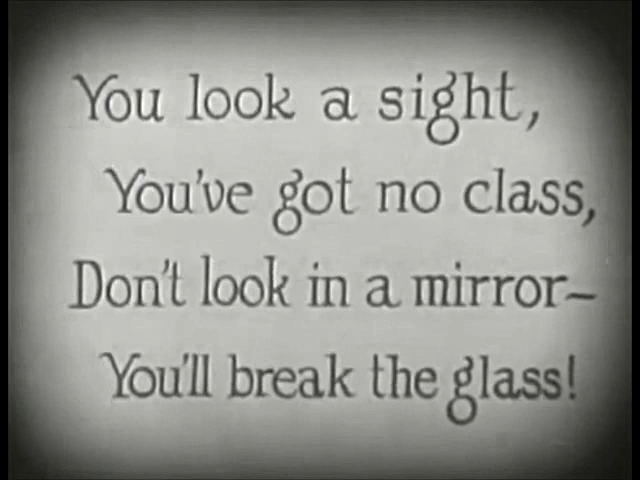 You look a sight,
You've got no class,
Don't look in a mirror—
You'll break the glass!